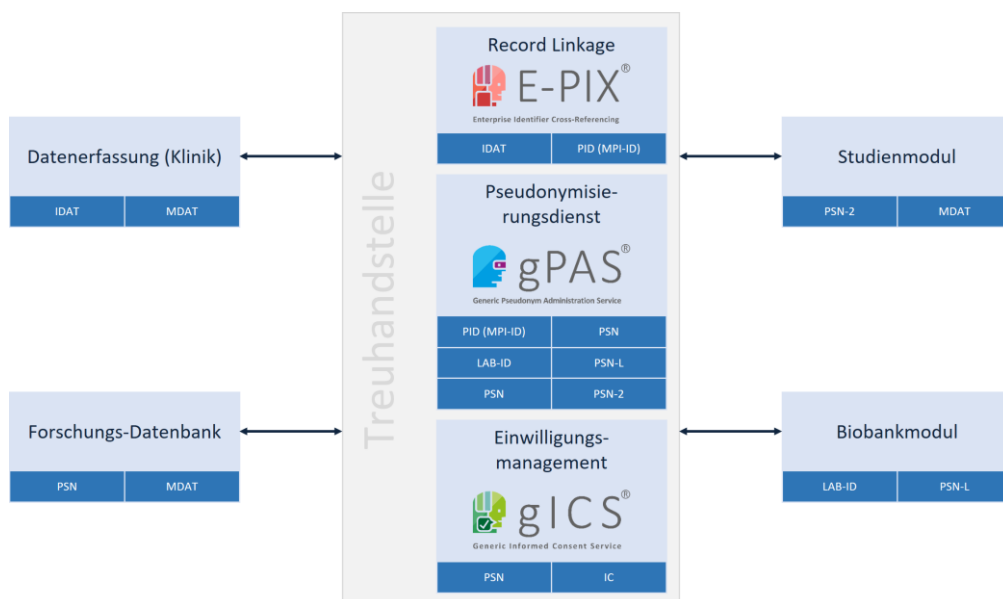 Datenerfassung (Klinik)
IDAT MDAT
Forschungs-Datenbank
PSN MDAT
Treuhandstelle
Record Linkage
E-PIX®
Enterprise Identifier Cross-Referencing
IDAT PID (MPI-ID)
Pseudonymisie-
rungsdienst
gPAS®
Generic Pseudonym Administration Service
PID (MPI-ID) PSN
LAB-ID PSN-L
PSN PSN-2
Einwilligungs-
management
gICS®
Generic Informed Consent Service
PSN IC
Studienmodul
PSN-2 MDAT
Biobankmodul
LAB-ID PSN-L